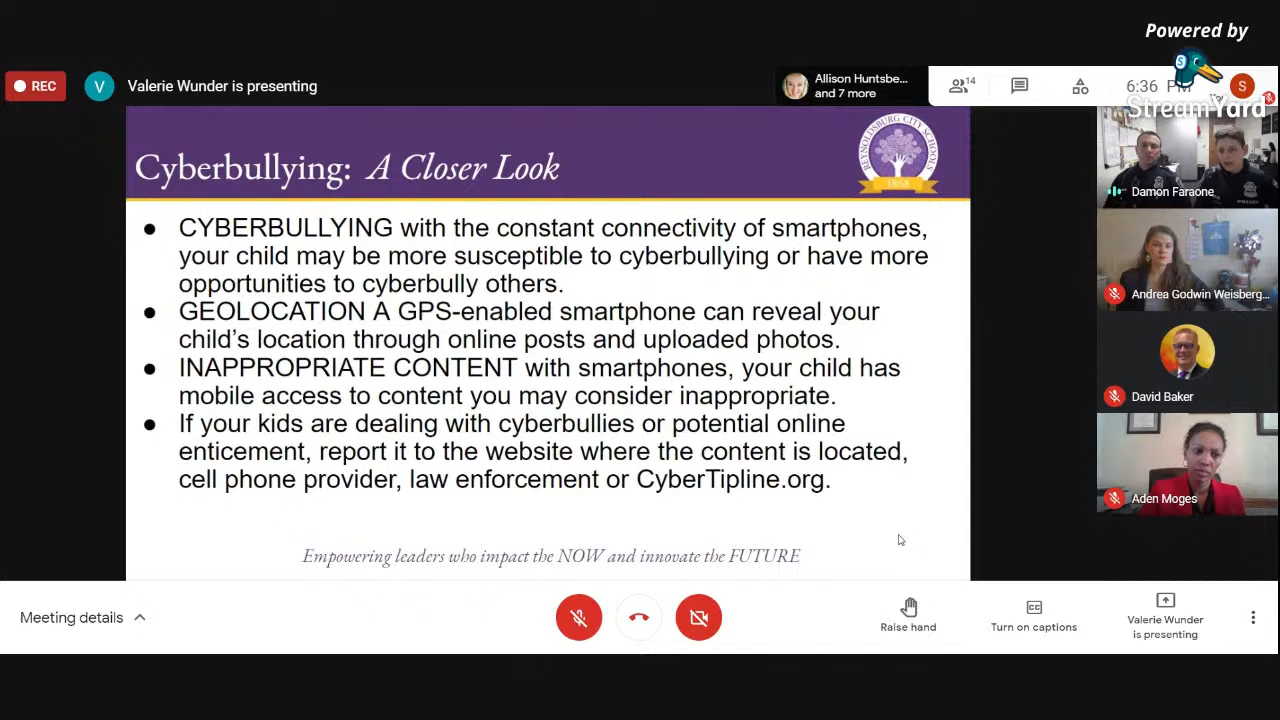 Powered by
StreamYard
REC
V
Valerie Wunder is presenting
Allison Huntsbe...
and 7 more
14
6:36 PM
S
Cyberbullying: A Closer Look
REYNOLDSBURG CITY SCHOOLS
1868
● CYBERBULLYING with the constant connectivity of smartphones,
your child may be more susceptible to cyberbullying or have more
opportunities to cyberbully others.
● GEOLOCATION A GPS-enabled smartphone can reveal your
child's location through online posts and uploaded photos.
● INAPPROPRIATE CONTENT with smartphones, your child has
mobile access to content you may consider inappropriate.
● If your kids are dealing with cyberbullies or potential online
enticement, report it to the website where the content is located,
cell phone provider, law enforcement or CyberTipline.org.
Empowering leaders who impact the NOW and innovate the FUTURE
Damon Faraone
Andrea Godwin Weisberg...
David Baker
Aden Moges
Meeting details
Raise hand
CC
Turn on captions
Valerie Wunder
is presenting